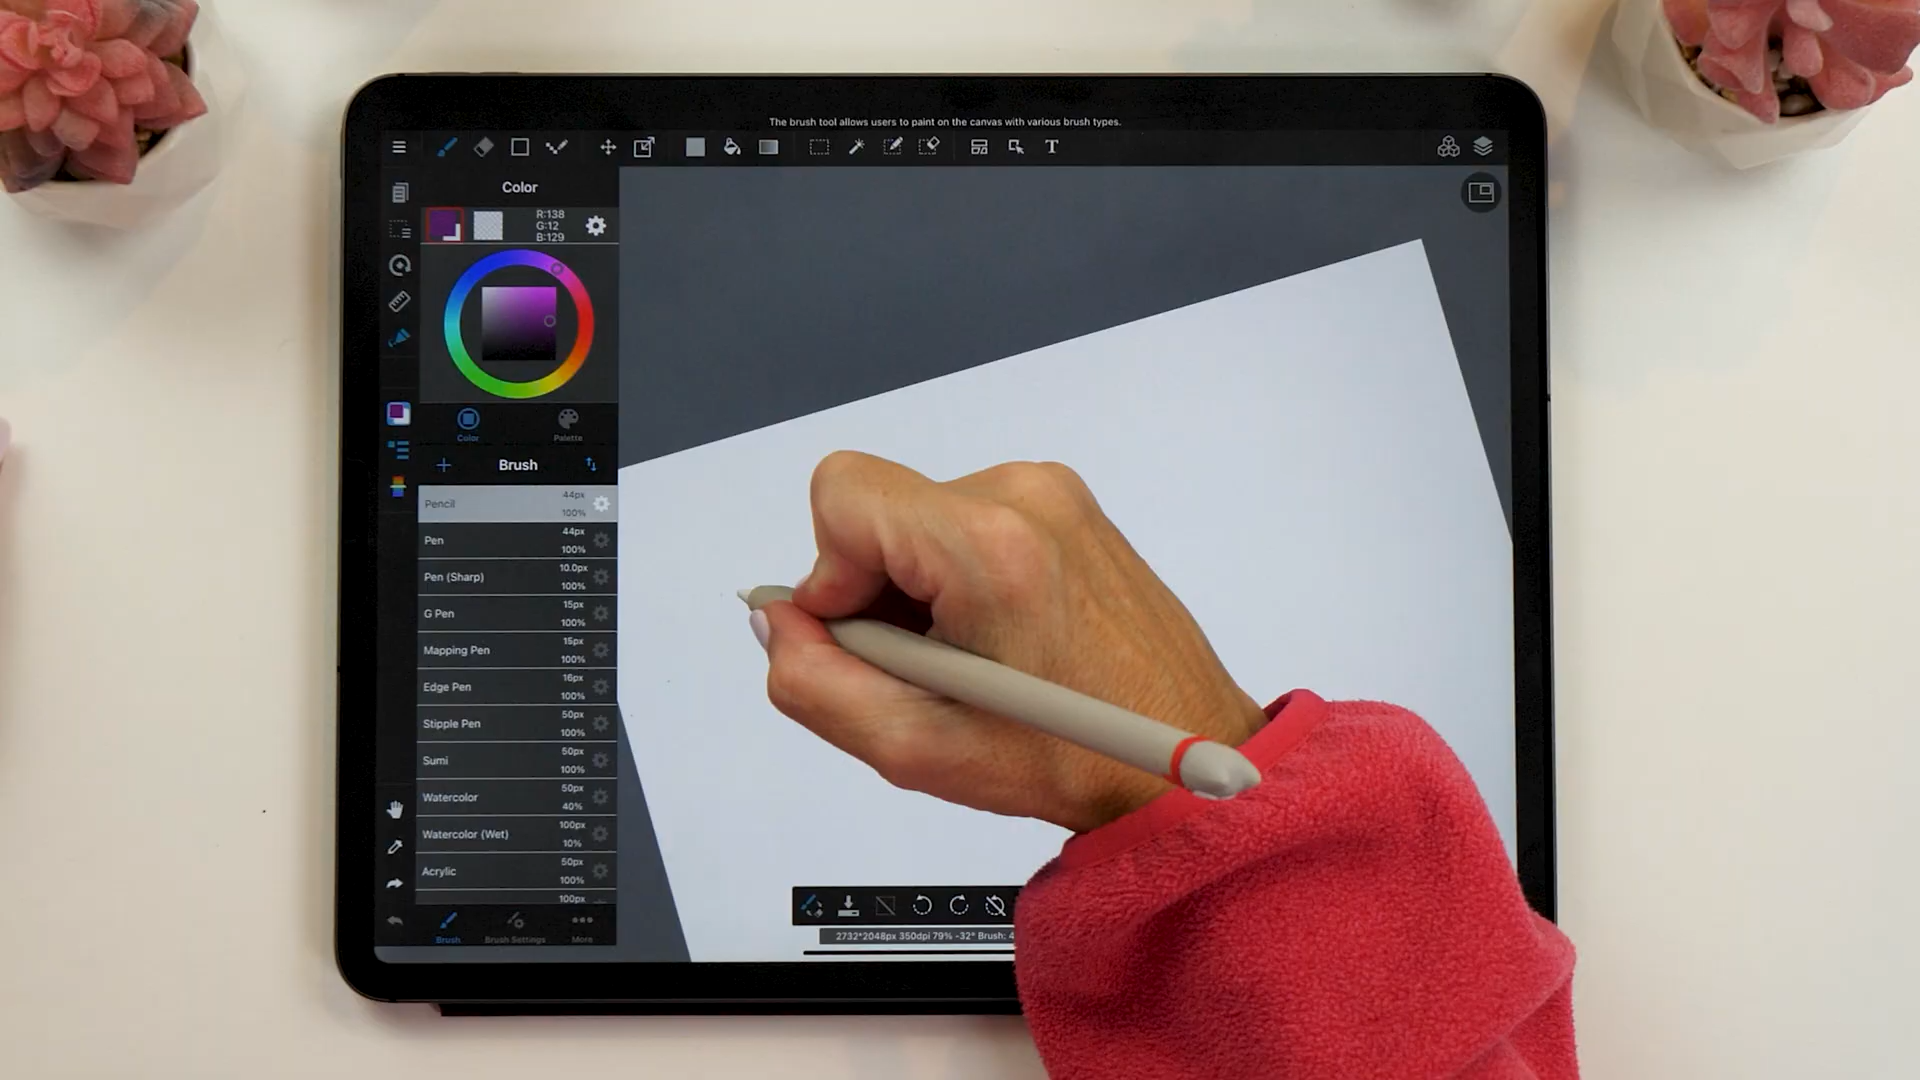 The brush tool allows users to paint on the canvas with various brush types.
T
Color
R:138
G:12
B:129
Color
Palette
Brush
Pencil
44px
100%
Pen
44px
100%
Pen (Sharp)
10.0px
100%
G Pen
15px
100%
Mapping Pen
15px
100%
Edge Pen
16px
100%
Stipple Pen
50px
100%
Sumi
50px
100%
Watercolor
50px
40%
Watercolor (Wet)
100px
10%
Acrylic
50px
100%
100px
Brush
Brush Settings
More
2732*2048px 350dpi 79% -32° Brush: 4